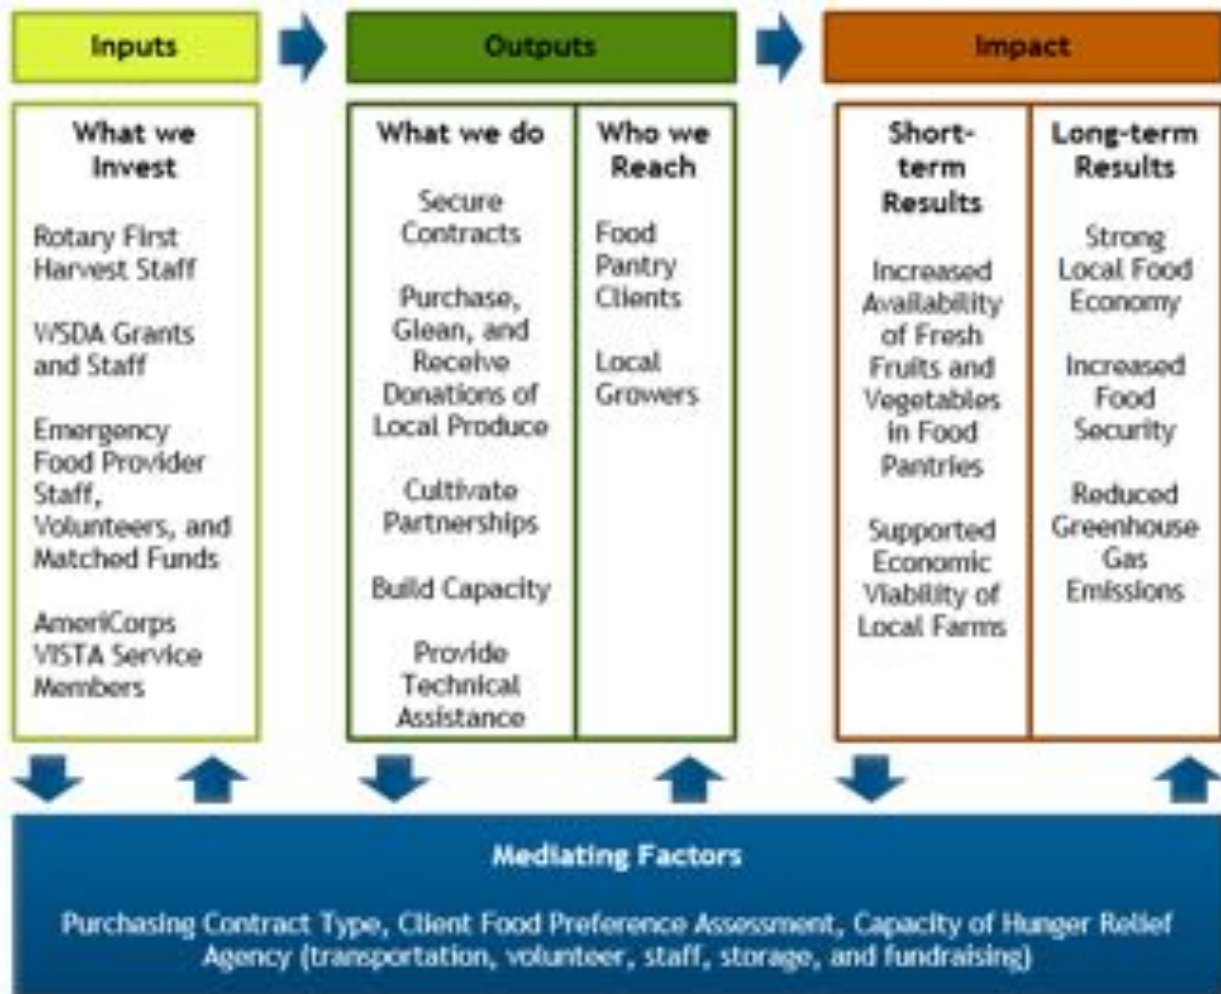 Inputs
Outputs
Impact
What we
Invest
Rotary First
Harvest Staff
WSDA Grants
and Staff
Emergency
Food Provider
Staff,
Volunteers, and
Matched Funds
AmeriCorps
VISTA Service
Members
What we do
Secure
Contracts
Purchase,
Glean, and
Receive
Donations of
Local Produce
Cultivate
Partnerships
Build Capacity
Provide
Technical
Assistance
Who we
Reach
Food
Pantry
Clients
Local
Growers
Short-
term
Results
Increased
Availability
of Fresh
Fruits and
Vegetables
in Food
Pantries
Supported
Economic
Viability of
Local Farms
Long-term
Results
Strong
Local Food
Economy
Increased
Food
Security
Reduced
Greenhouse
Gas
Emissions
Mediating Factors
Purchasing Contract Type, Client Food Preference Assessment, Capacity of Hunger Relief
Agency (transportation, volunteer, staff, storage, and fundraising)